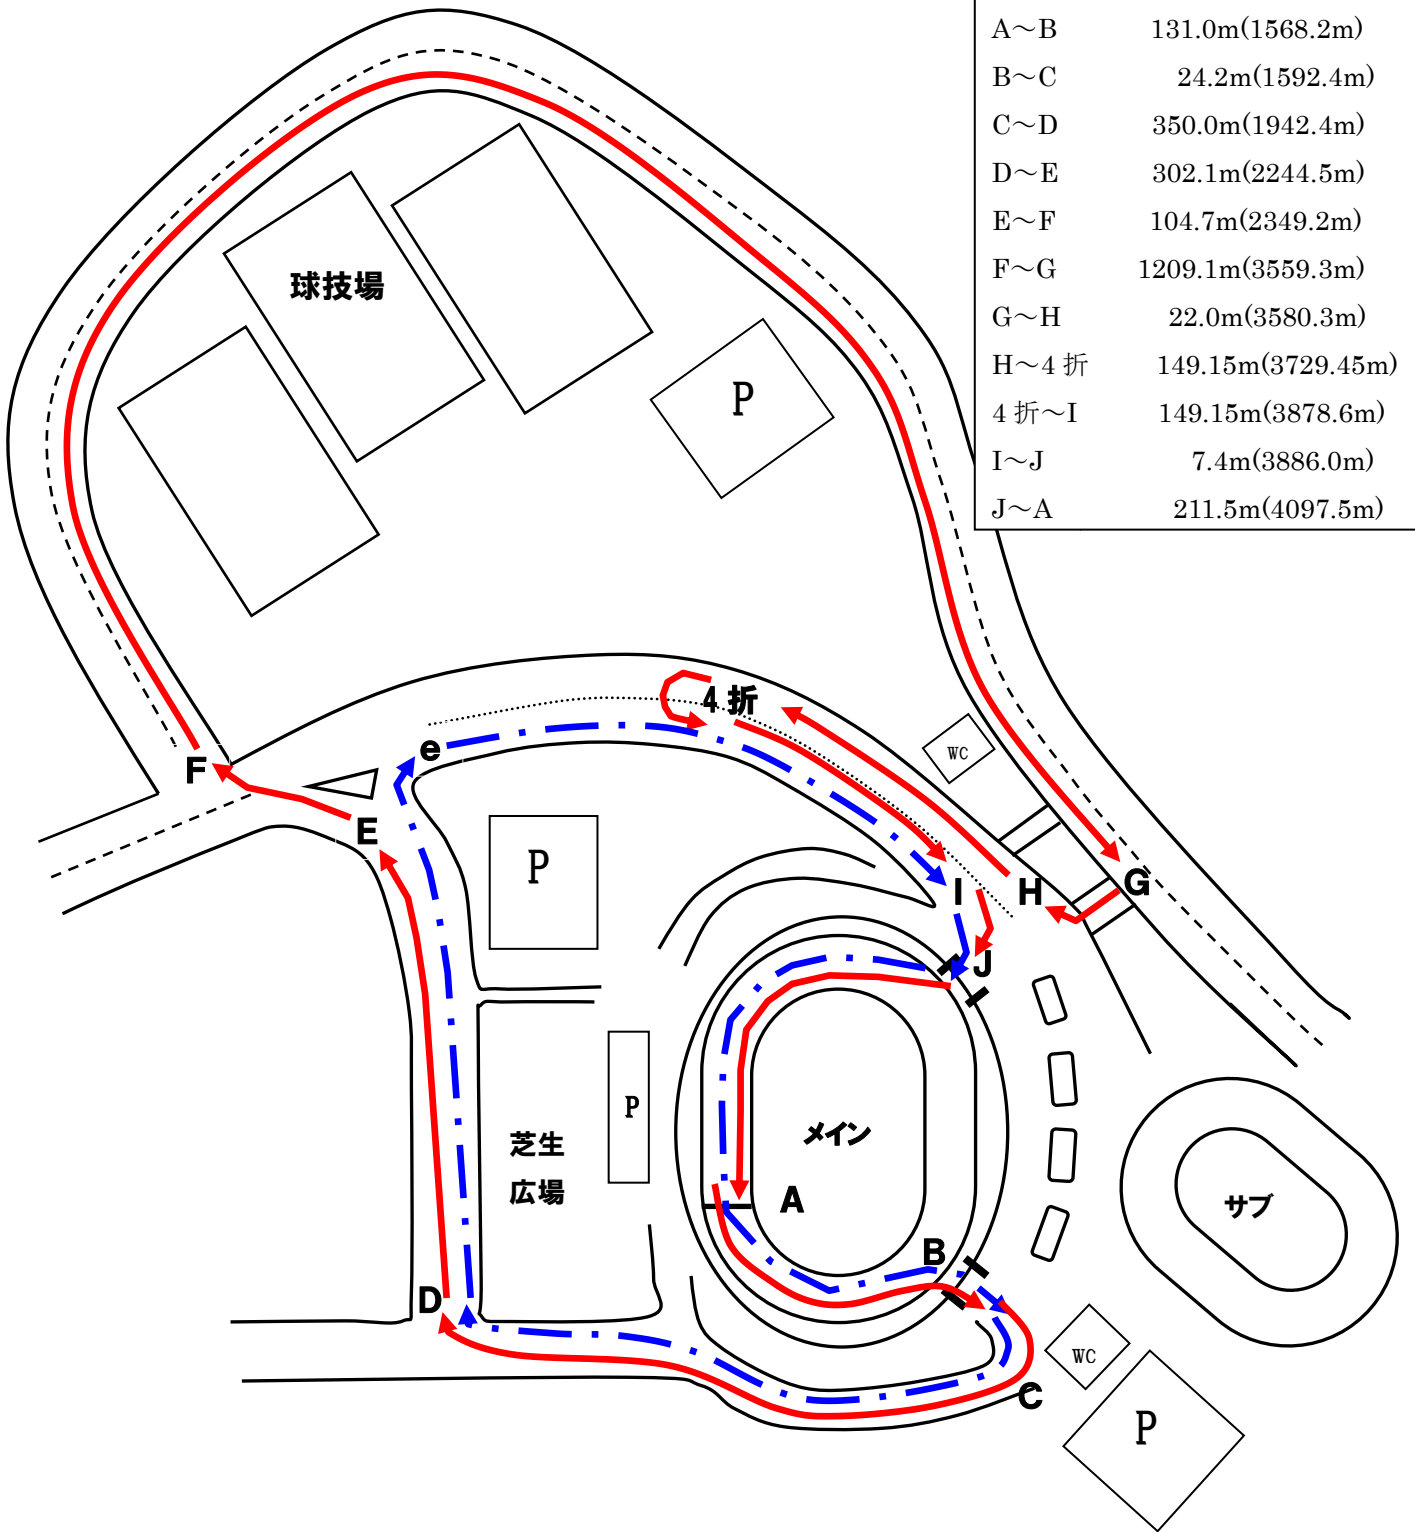 A～B 131.0m(1568.2m)
B～C 24.2m(1592.4m)
C～D 350.0m(1942.4m)
D～E 302.1m(2244.5m)
E～F 104.7m(2349.2m)
F～G 1209.1m(3559.3m)
G～H 22.0m(3580.3m)
H～4 折 149.15m(3729.45m)
4 折～I 149.15m(3878.6m)
I～J 7.4m(3886.0m)
J～A 211.5m(4097.5m)
球技場
P
4 折
e
WC
F
E
P
I
H
G
J
P
メイン
芝生
広場
A
サブ
B
D
WC
C
P